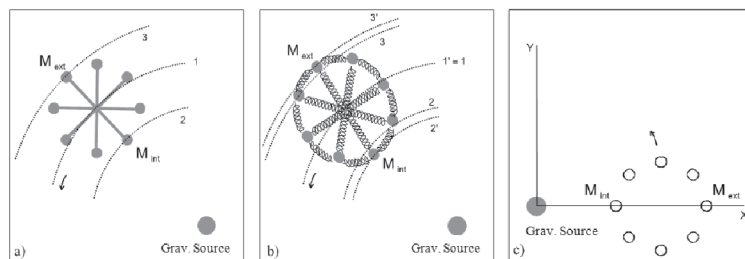 3
1
M ext
2
M int
a)
Grav. Source
3'
3
M ext
1' = 1
2
2'
M int
b)
Grav. Source
Y
c)
M int
M ext
X
Grav. Source